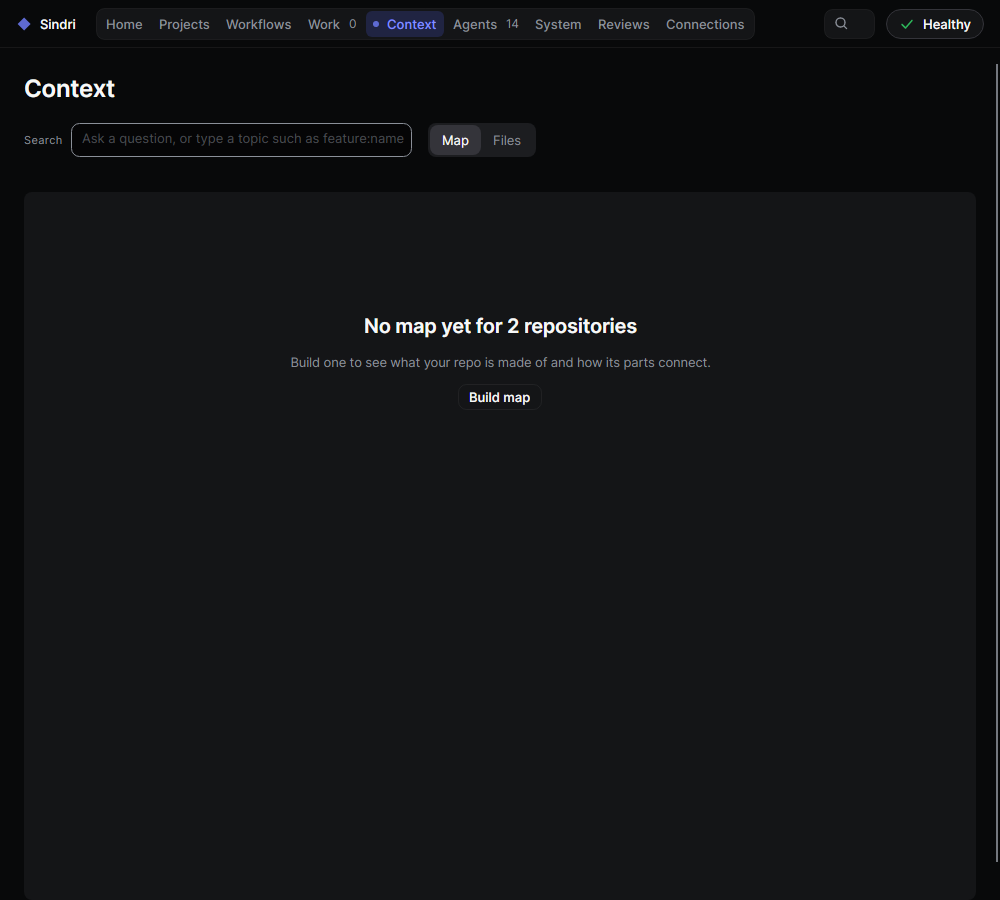 Sindri Home Projects Workflows Work 0 Context Agents 14 System Reviews Connections Healthy
Context
Search Ask a question, or type a topic such as feature:name Map Files
No map yet for 2 repositories
Build one to see what your repo is made of and how its parts connect.
Build map